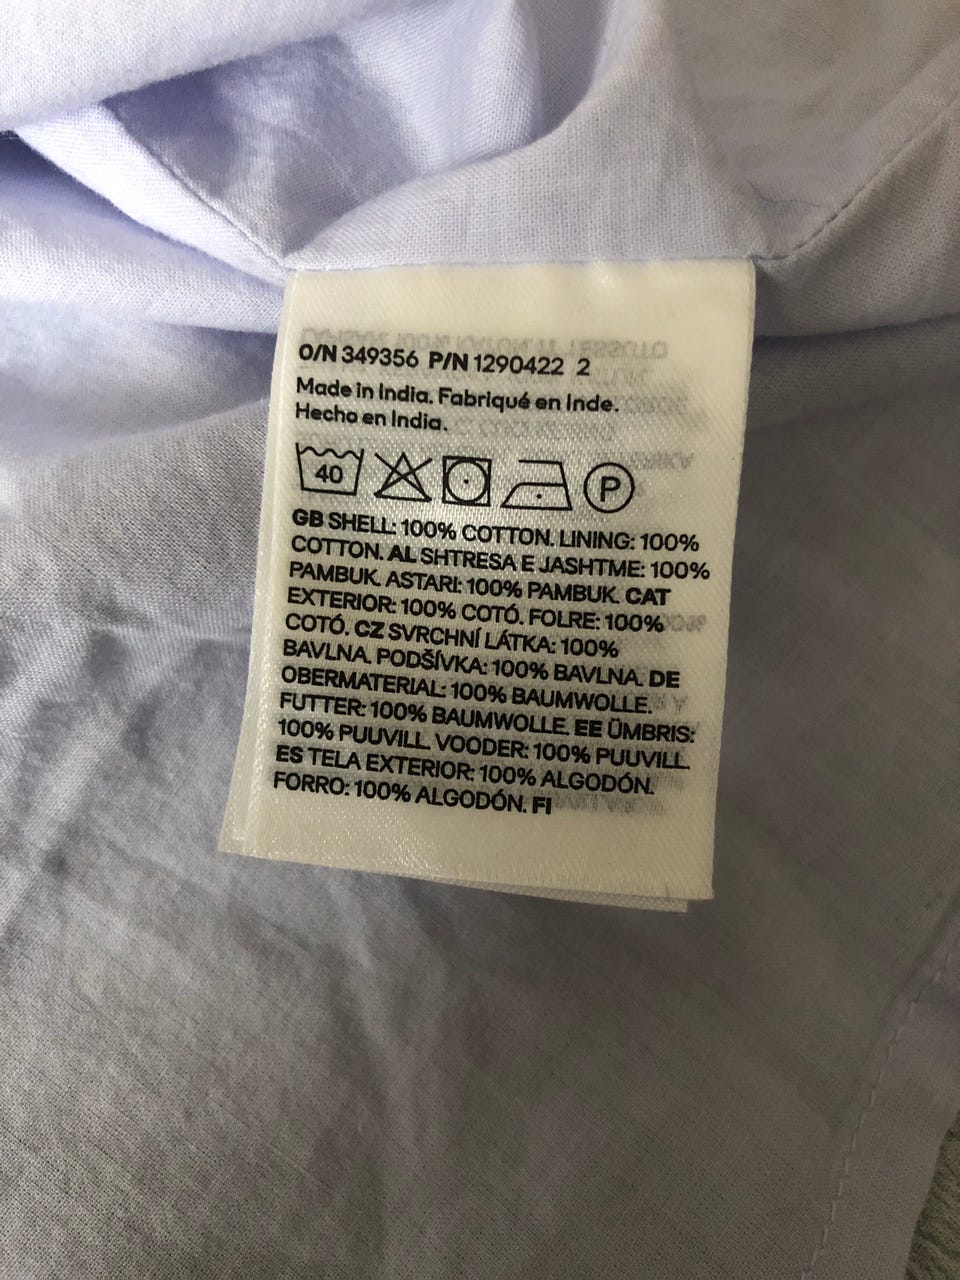 O/N 349356 P/N 1290422 2
Made in India. Fabriqué en Inde.
Hecho en India.
40 P
GB SHELL: 100% COTTON. LINING: 100%
COTTON. AL SHTRESA E JASHTME: 100%
PAMBUK. ASTARI: 100% PAMBUK. CAT
EXTERIOR: 100% COTÓ. FOLRE: 100%
COTÓ. CZ SVRCHNÍ LÁTKA: 100%
BAVLNA. PODŠÍVKA: 100% BAVLNA. DE
OBERMATERIAL: 100% BAUMWOLLE.
FUTTER: 100% BAUMWOLLE. EE ÜMBRIS:
100% PUUVILL. VOODER: 100% PUUVILL.
ES TELA EXTERIOR: 100% ALGODÓN.
FORRO: 100% ALGODÓN. FI